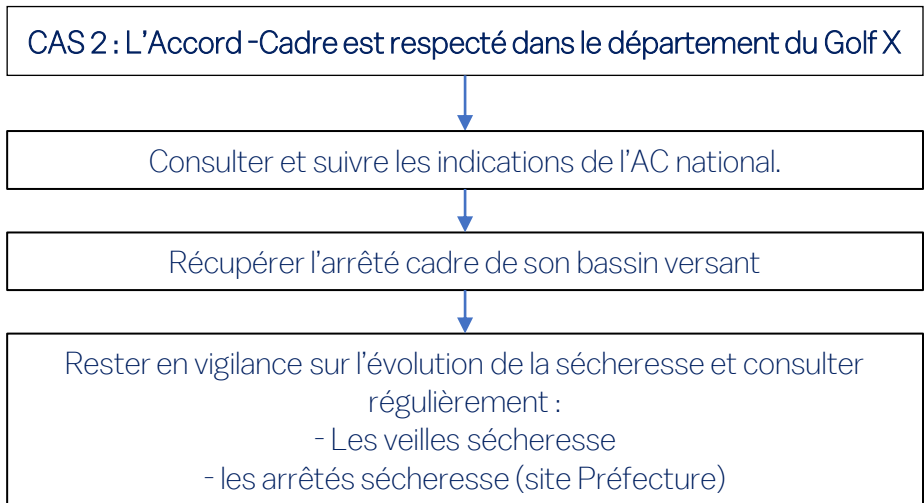 CAS 2 : L'Accord -Cadre est respecté dans le département du Golf X
Consulter et suivre les indications de l'AC national.
Récupérer l'arrêté cadre de son bassin versant
Rester en vigilance sur l'évolution de la sécheresse et consulter
régulièrement :
- Les veilles sécheresse
- les arrêtés sécheresse (site Préfecture)